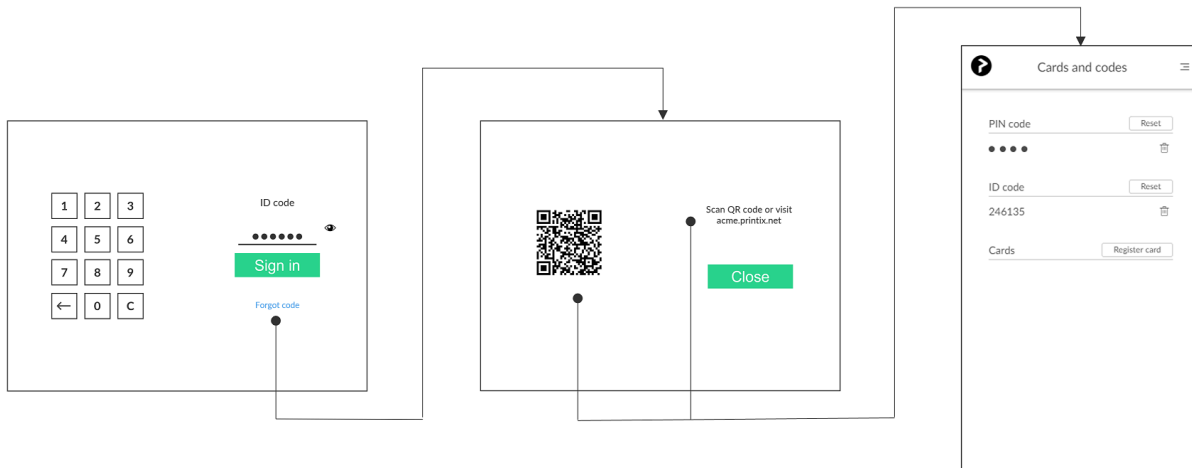 1 2 3
4 5 6
7 8 9
← 0 C
ID code
●●●●●●
Sign in
Forgot code
Scan QR code or visit
acme.printix.net
Close
Cards and codes
PIN code Reset
●●●●
ID code Reset
246135
Cards Register card